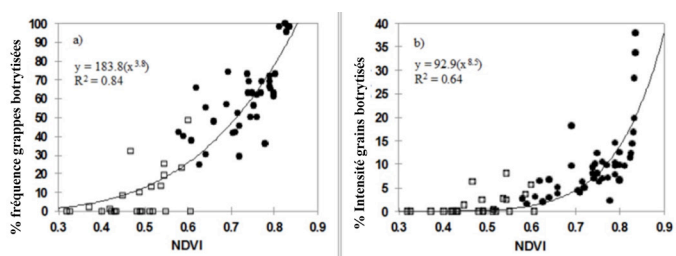 % fréquence grappes botrytisées
100
90
80
70
60
50
40
30
20
10
0
a)
y = 183.8(x^3.8)
R² = 0.84
0.3 0.4 0.5 0.6 0.7 0.8 0.9
NDVI
% Intensité grains botrytisés
40
35
30
25
20
15
10
5
0
b)
y = 92.9(x^8.5)
R² = 0.64
0.3 0.4 0.5 0.6 0.7 0.8 0.9
NDVI